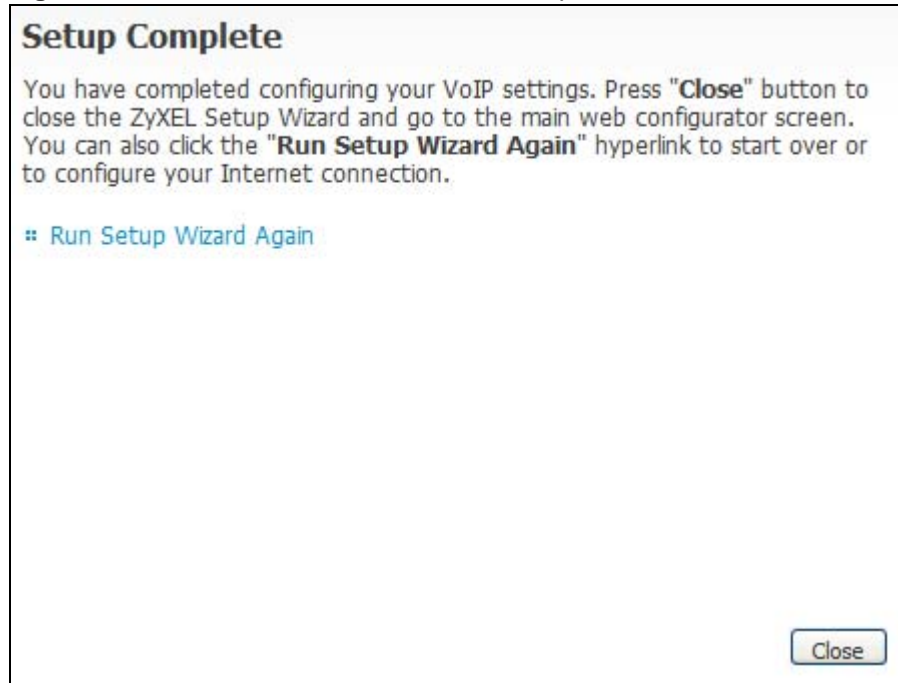 Setup Complete
You have completed configuring your VoIP settings. Press "Close" button to
close the ZyXEL Setup Wizard and go to the main web configurator screen.
You can also click the "Run Setup Wizard Again" hyperlink to start over or
to configure your Internet connection.
Run Setup Wizard Again
Close